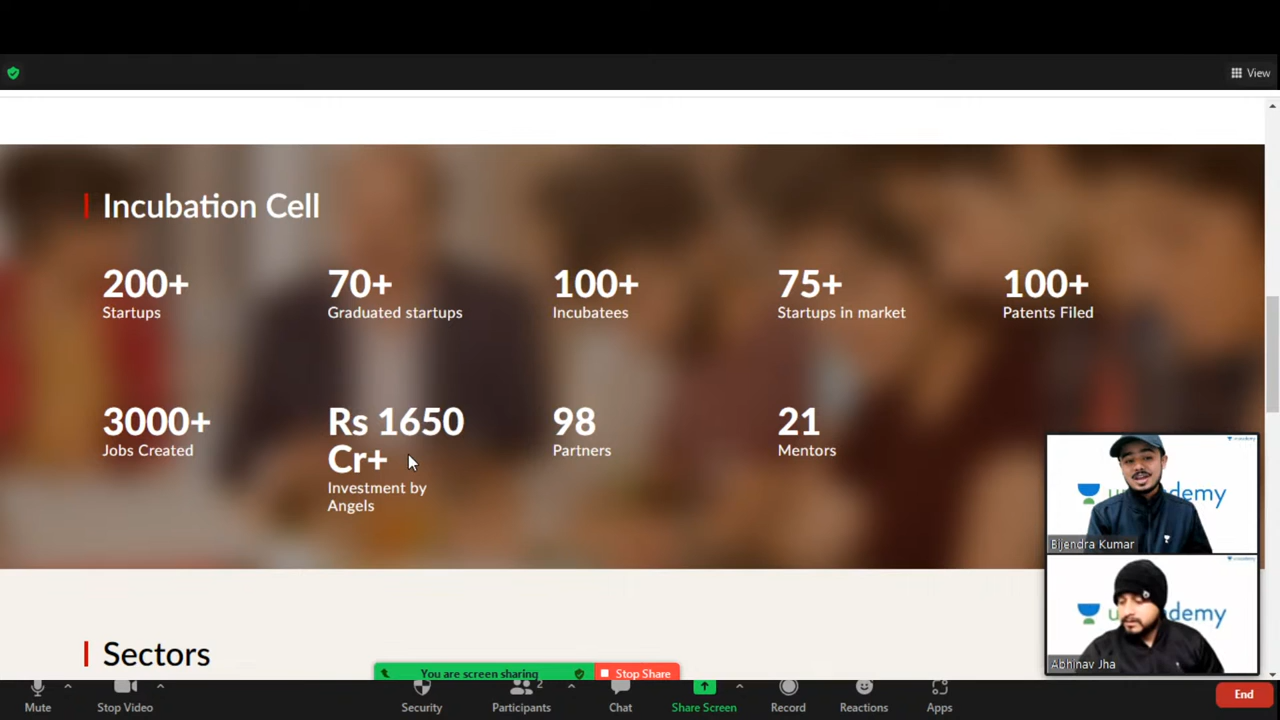 View
Incubation Cell
200+
Startups
70+
Graduated startups
100+
Incubatees
75+
Startups in market
100+
Patents Filed
3000+
Jobs Created
Rs 1650
Cr+
Investment by
Angels
98
Partners
21
Mentors
Bijendra Kumar
Abhinav Jha
Sectors
You are screen sharing
Stop Share
Mute
Stop Video
Security
2
Participants
Chat
Share Screen
Record
Reactions
Apps
End